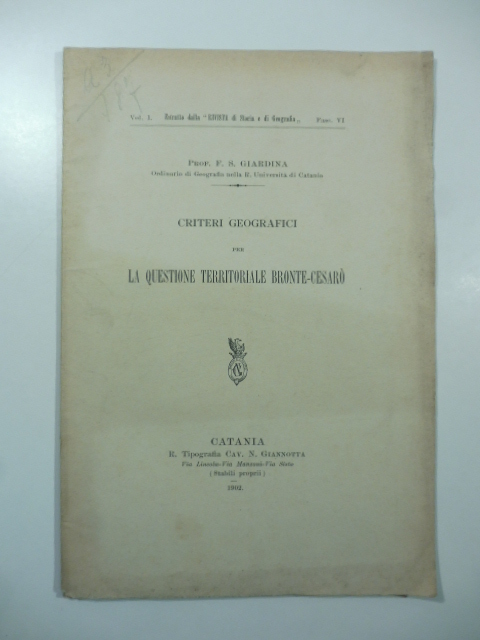 Vol. I. Estratto dalla "RIVISTA di Storia e di Geografia„ Fasc. VI
PROF. F. S. GIARDINA
Ordinario di Geografia nella R. Università di Catania
CRITERI GEOGRAFICI
PER
LA QUESTIONE TERRITORIALE BRONTE-CESARÒ
CATANIA
R. Tipografia CAV. N. GIANNOTTA
Via Lincoln-Via Manzoni-Via Sisto
(Stabili proprii)
1902.